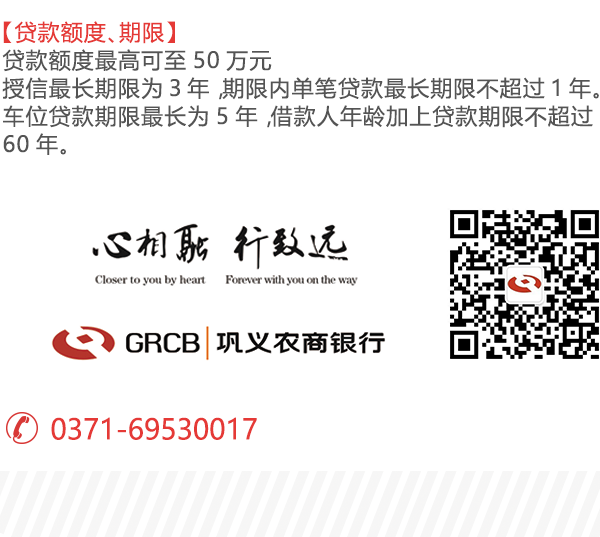 【贷款额度、期限】
贷款额度最高可至 50 万元
授信最长期限为 3 年 ,期限内单笔贷款最长期限不超过 1 年。
车位贷款期限最长为 5 年 ,借款人年龄加上贷款期限不超过
60 年。
心相融 行致远
Closer to you by heart Forever with you on the way
GRCB 巩义农商银行
0371-69530017